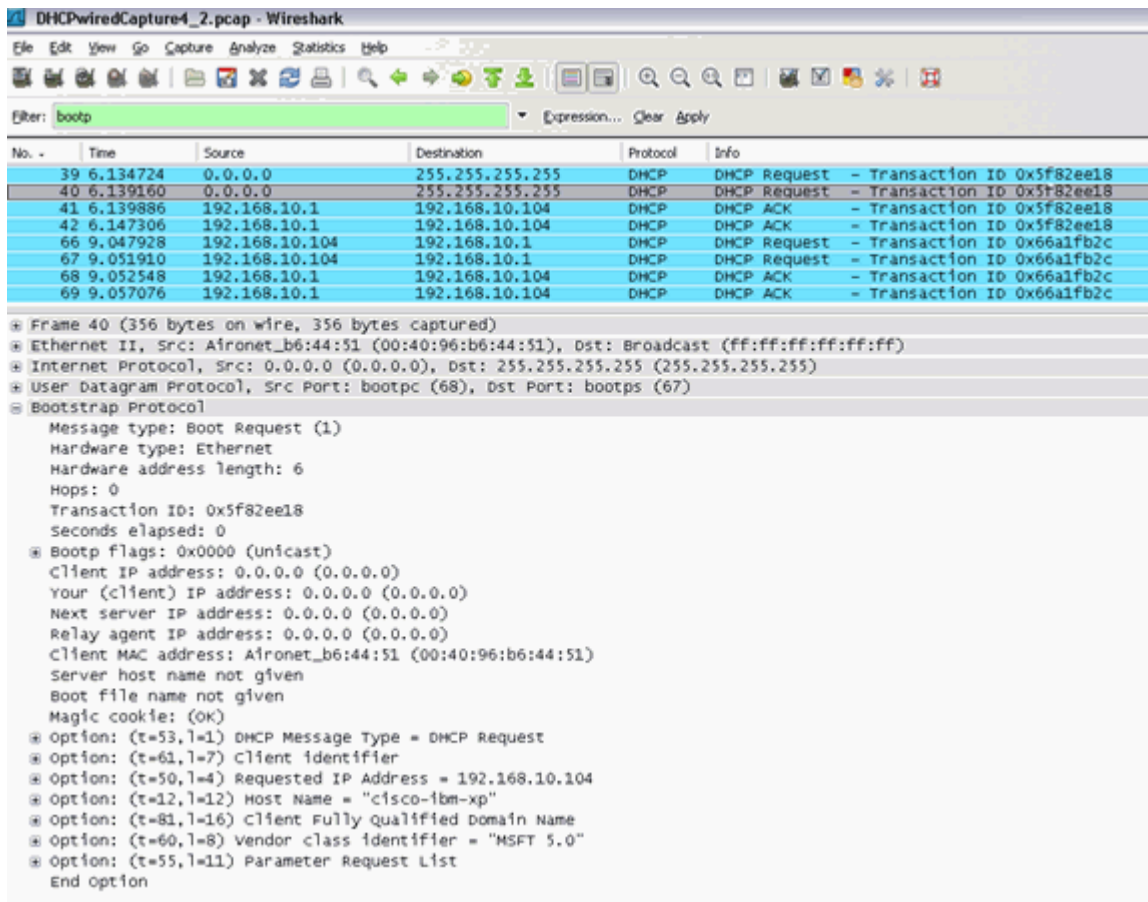 DHCPwiredCapture4_2.pcap - Wireshark
File Edit View Go Capture Analyze Statistics Help
Filter: bootp Expression... Clear Apply
No. - Time Source Destination Protocol Info
39 6.134724 0.0.0.0 255.255.255.255 DHCP DHCP Request - Transaction ID 0x5f82ee18
40 6.139160 0.0.0.0 255.255.255.255 DHCP DHCP Request - Transaction ID 0x5f82ee18
41 6.139886 192.168.10.1 192.168.10.104 DHCP DHCP ACK - Transaction ID 0x5f82ee18
42 6.147306 192.168.10.1 192.168.10.104 DHCP DHCP ACK - Transaction ID 0x5f82ee18
66 9.047928 192.168.10.104 192.168.10.1 DHCP DHCP Request - Transaction ID 0x66a1fb2c
67 9.051910 192.168.10.104 192.168.10.1 DHCP DHCP Request - Transaction ID 0x66a1fb2c
68 9.052548 192.168.10.1 192.168.10.104 DHCP DHCP ACK - Transaction ID 0x66a1fb2c
69 9.057076 192.168.10.1 192.168.10.104 DHCP DHCP ACK - Transaction ID 0x66a1fb2c
Frame 40 (356 bytes on wire, 356 bytes captured)
Ethernet II, Src: Aironet_b6:44:51 (00:40:96:b6:44:51), Dst: Broadcast (ff:ff:ff:ff:ff:ff)
Internet Protocol, Src: 0.0.0.0 (0.0.0.0), Dst: 255.255.255.255 (255.255.255.255)
User Datagram Protocol, Src Port: bootpc (68), Dst Port: bootps (67)
Bootstrap Protocol
Message type: Boot Request (1)
Hardware type: Ethernet
Hardware address length: 6
Hops: 0
Transaction ID: 0x5f82ee18
Seconds elapsed: 0
Bootp flags: 0x0000 (Unicast)
Client IP address: 0.0.0.0 (0.0.0.0)
Your (client) IP address: 0.0.0.0 (0.0.0.0)
Next server IP address: 0.0.0.0 (0.0.0.0)
Relay agent IP address: 0.0.0.0 (0.0.0.0)
Client MAC address: Aironet_b6:44:51 (00:40:96:b6:44:51)
Server host name not given
Boot file name not given
Magic cookie: (OK)
Option: (t=53,l=1) DHCP Message Type = DHCP Request
Option: (t=61,l=7) Client identifier
Option: (t=50,l=4) Requested IP Address = 192.168.10.104
Option: (t=12,l=12) Host Name = "cisco-ibm-xp"
Option: (t=81,l=16) Client Fully Qualified Domain Name
Option: (t=60,l=8) Vendor class identifier = "MSFT 5.0"
Option: (t=55,l=11) Parameter Request List
End Option